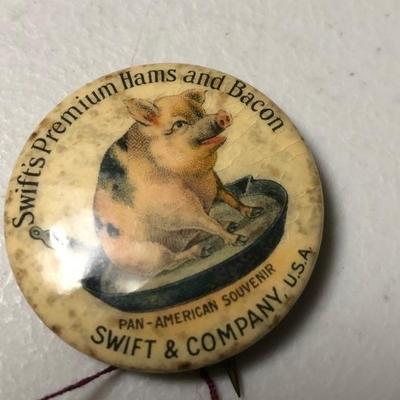 Swift's Premium Hams and Bacon
PAN-AMERICAN SOUVENIR
SWIFT & COMPANY, U.S.A.